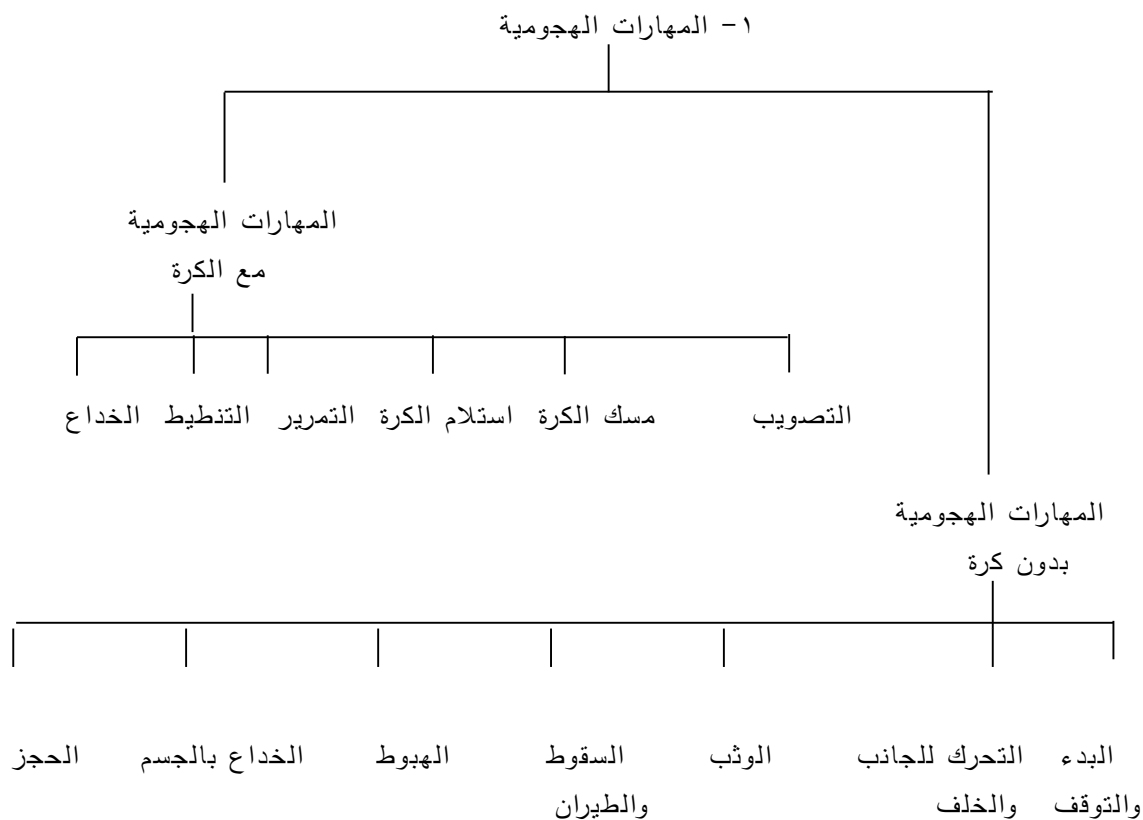 ١- المهارات الهجومية
المهارات الهجومية
مع الكرة
التصويب
مسك الكرة
استلام الكرة
التمرير
التنطيط
الخداع
المهارات الهجومية
بدون كرة
البدء
والتوقف
التحرك للجانب
والخلف
الوثب
السقوط
والطيران
الهبوط
الخداع بالجسم
الحجز